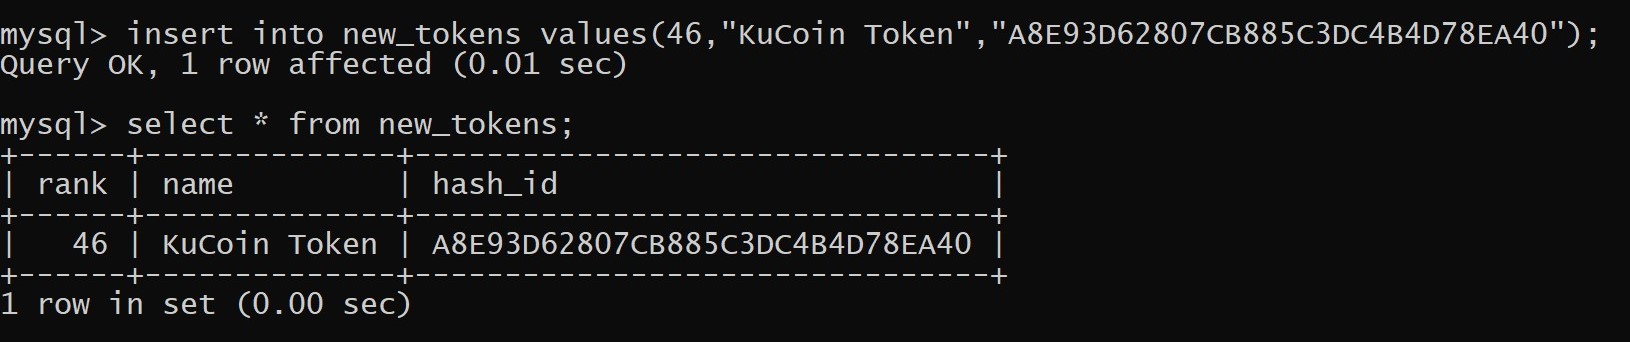 mysql> insert into new_tokens values(46,"KuCoin Token","A8E93D62807CB885C3DC4B4D78EA40");
Query OK, 1 row affected (0.01 sec)
mysql> select * from new_tokens;
+------+--------------+--------------------------------+
| rank | name         | hash_id                        |
+------+--------------+--------------------------------+
|   46 | KuCoin Token | A8E93D62807CB885C3DC4B4D78EA40 |
+------+--------------+--------------------------------+
1 row in set (0.00 sec)